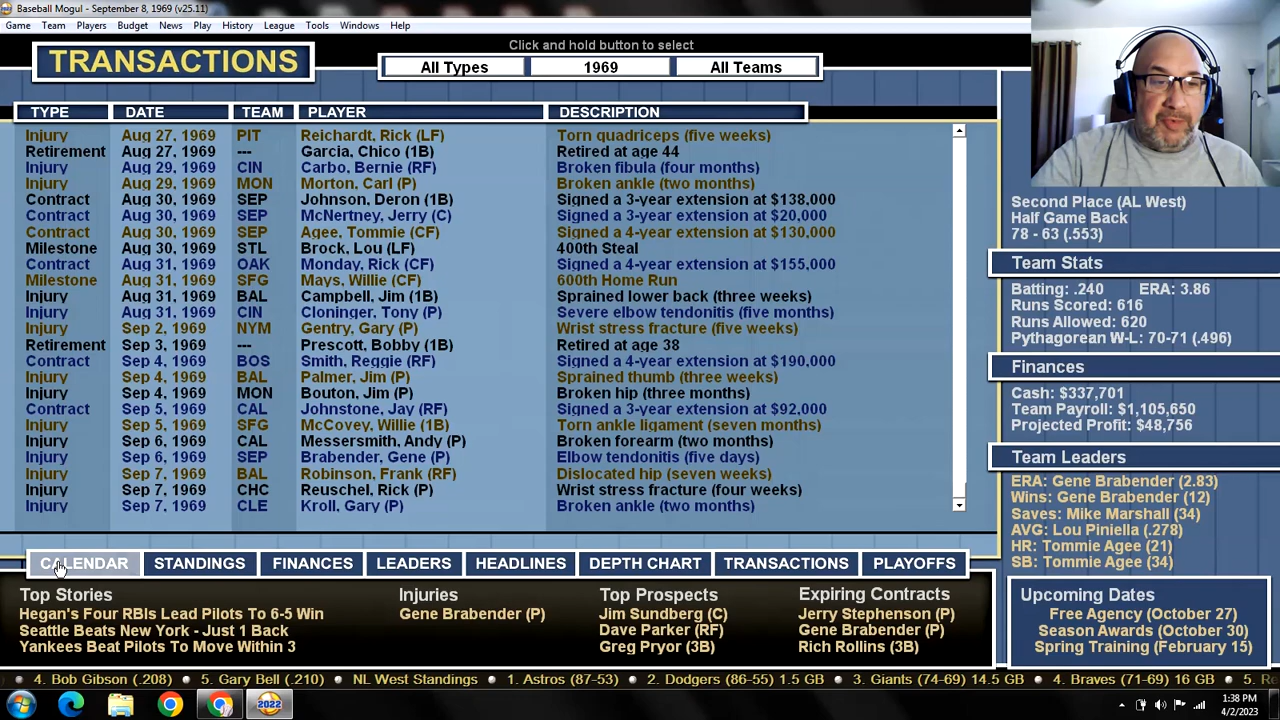 Baseball Mogul - September 8, 1969 (v25.11)
Game Team Players Budget News Play History League Tools Windows Help
TRANSACTIONS
Click and hold button to select
All Types 1969 All Teams
TYPE DATE TEAM PLAYER DESCRIPTION
Injury Aug 27, 1969 PIT Reichardt, Rick (LF) Torn quadriceps (five weeks)
Retirement Aug 27, 1969 --- Garcia, Chico (1B) Retired at age 44
Injury Aug 29, 1969 CIN Carbo, Bernie (RF) Broken fibula (four months)
Injury Aug 29, 1969 MON Morton, Carl (P) Broken ankle (two months)
Contract Aug 30, 1969 SEP Johnson, Deron (1B) Signed a 3-year extension at $138,000
Contract Aug 30, 1969 SEP McNertney, Jerry (C) Signed a 3-year extension at $20,000
Contract Aug 30, 1969 SEP Agee, Tommie (CF) Signed a 4-year extension at $130,000
Milestone Aug 30, 1969 STL Brock, Lou (LF) 400th Steal
Contract Aug 31, 1969 OAK Monday, Rick (CF) Signed a 4-year extension at $155,000
Milestone Aug 31, 1969 SFG Mays, Willie (CF) 600th Home Run
Injury Aug 31, 1969 BAL Campbell, Jim (1B) Sprained lower back (three weeks)
Injury Aug 31, 1969 CIN Cloninger, Tony (P) Severe elbow tendonitis (five months)
Injury Sep 2, 1969 NYM Gentry, Gary (P) Wrist stress fracture (five weeks)
Retirement Sep 3, 1969 --- Prescott, Bobby (1B) Retired at age 38
Contract Sep 4, 1969 BOS Smith, Reggie (RF) Signed a 4-year extension at $190,000
Injury Sep 4, 1969 BAL Palmer, Jim (P) Sprained thumb (three weeks)
Injury Sep 4, 1969 MON Bouton, Jim (P) Broken hip (three months)
Contract Sep 5, 1969 CAL Johnstone, Jay (RF) Signed a 3-year extension at $92,000
Injury Sep 5, 1969 SFG McCovey, Willie (1B) Torn ankle ligament (seven months)
Injury Sep 6, 1969 CAL Messersmith, Andy (P) Broken forearm (two months)
Injury Sep 6, 1969 SEP Brabender, Gene (P) Elbow tendonitis (five days)
Injury Sep 7, 1969 BAL Robinson, Frank (RF) Dislocated hip (seven weeks)
Injury Sep 7, 1969 CHC Reuschel, Rick (P) Wrist stress fracture (four weeks)
Injury Sep 7, 1969 CLE Kroll, Gary (P) Broken ankle (two months)
Second Place (AL West)
Half Game Back
78 - 63 (.553)
Team Stats
Batting: .240 ERA: 3.86
Runs Scored: 616
Runs Allowed: 620
Pythagorean W-L: 70-71 (.496)
Finances
Cash: $337,701
Team Payroll: $1,105,650
Projected Profit: $48,756
Team Leaders
ERA: Gene Brabender (2.83)
Wins: Gene Brabender (12)
Saves: Mike Marshall (34)
AVG: Lou Piniella (.278)
HR: Tommie Agee (21)
SB: Tommie Agee (34)
CALENDAR STANDINGS FINANCES LEADERS HEADLINES DEPTH CHART TRANSACTIONS PLAYOFFS
Top Stories
Hegan's Four RBIs Lead Pilots To 6-5 Win
Seattle Beats New York - Just 1 Back
Yankees Beat Pilots To Move Within 3
Injuries
Gene Brabender (P)
Top Prospects
Jim Sundberg (C)
Dave Parker (RF)
Greg Pryor (3B)
Expiring Contracts
Jerry Stephenson (P)
Gene Brabender (P)
Rich Rollins (3B)
Upcoming Dates
Free Agency (October 27)
Season Awards (October 30)
Spring Training (February 15)
4. Bob Gibson (.208) • 5. Gary Bell (.210) • NL West Standings • 1. Astros (87-53) • 2. Dodgers (86-55) 1.5 GB • 3. Giants (74-69) 14.5 GB • 4. Braves (71-69) 16 GB • 5.
2022
1:38 PM
4/2/2023